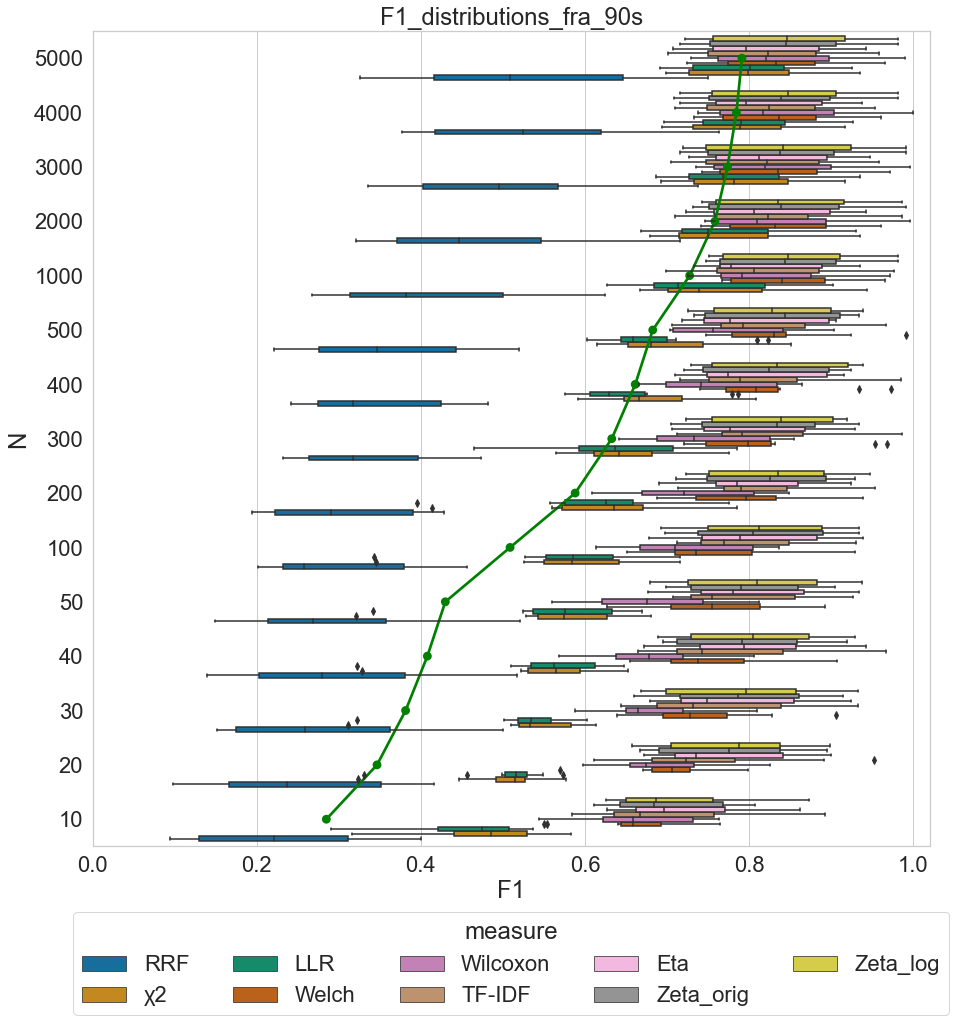 F1_distributions_fra_90s
N
5000
4000
3000
2000
1000
500
400
300
200
100
50
40
30
20
10
0.0 0.2 0.4 0.6 0.8 1.0
F1
measure
RRF LLR Wilcoxon Eta Zeta_log
χ2 Welch TF-IDF Zeta_orig